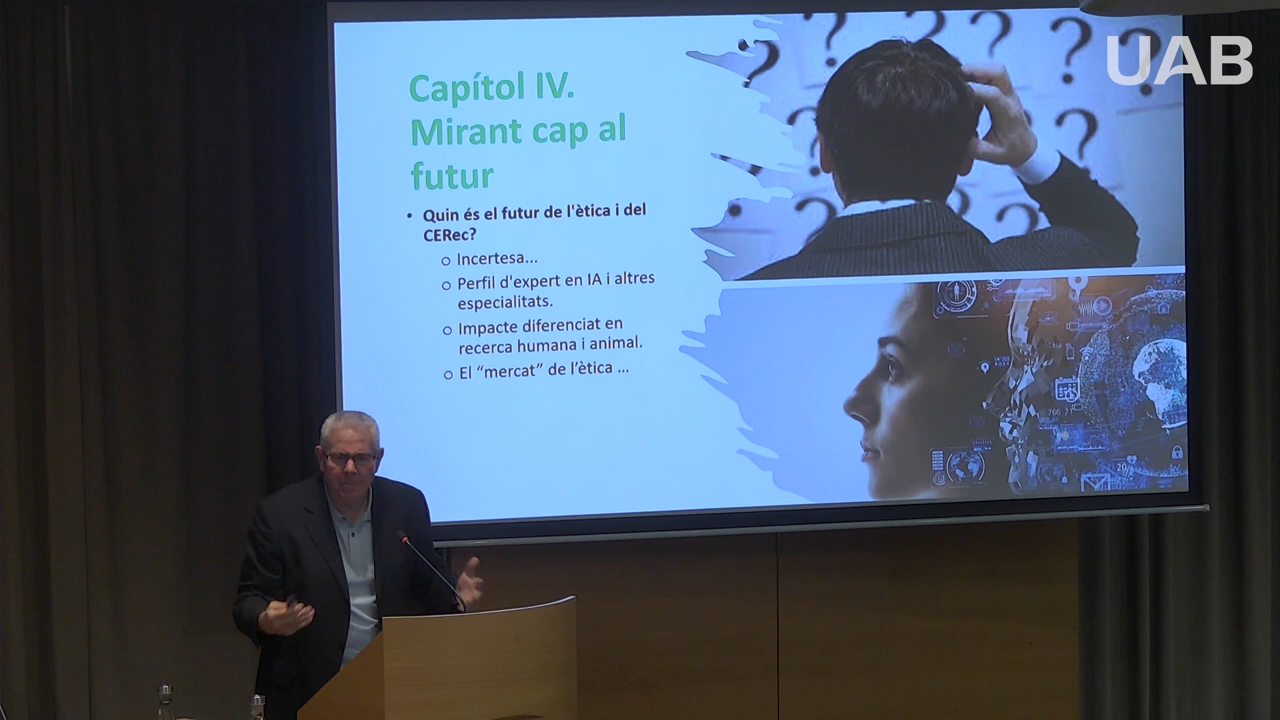 UAB
Capítol IV.
Mirant cap al
futur
• Quin és el futur de l'ètica i del
CERec?
o Incertesa...
o Perfil d'expert en IA i altres
especialitats.
o Impacte diferenciat en
recerca humana i animal.
o El “mercat” de l’ètica ...